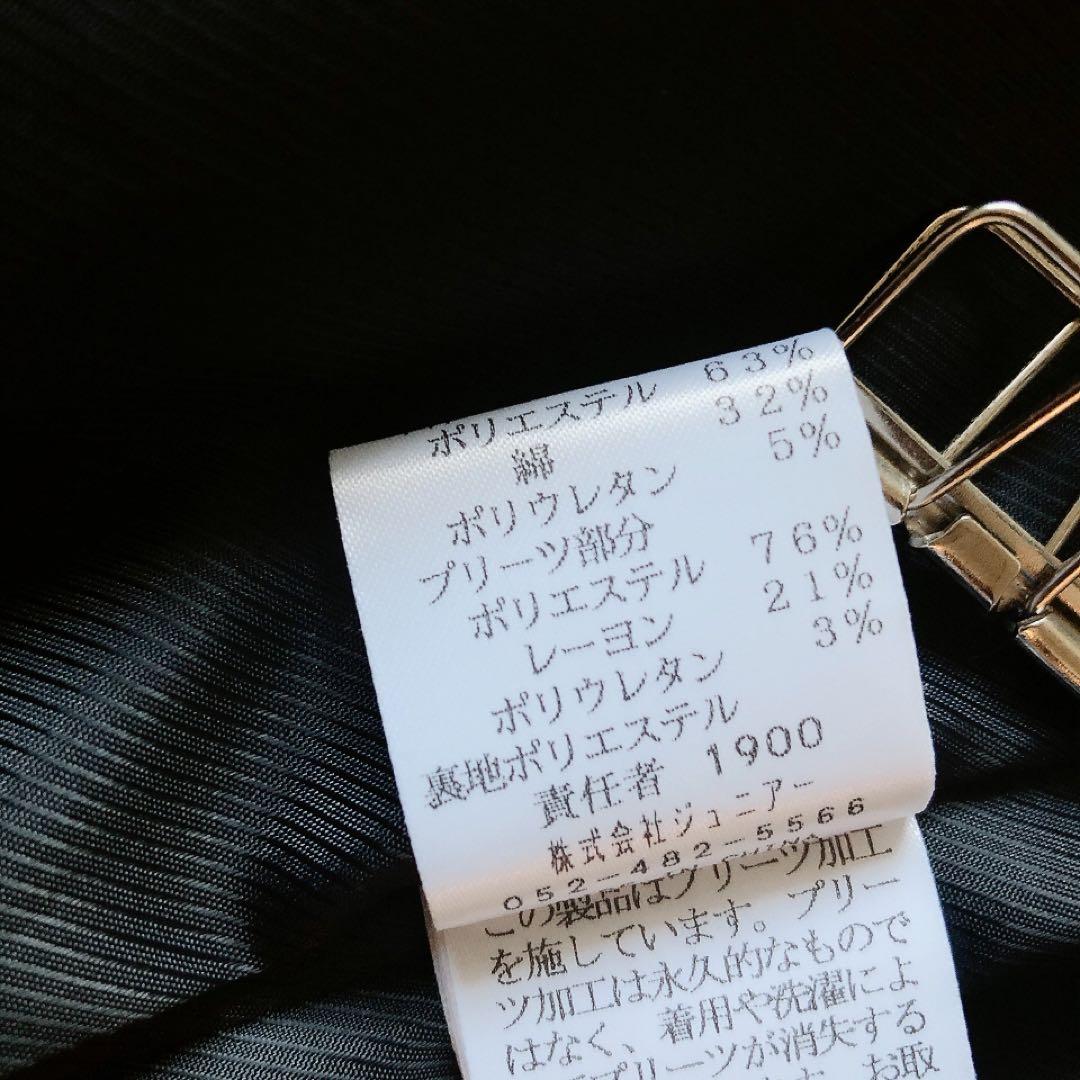 ポリエステル 63%
綿 32%
ポリウレタン 5%
プリーツ部分
ポリエステル 76%
レーヨン 21%
ポリウレタン 3%
裏地ポリエステル
責任者 1900
株式会社ジュニアー
052-482-5566
この製品はプリーツ加工
を施しています。プリー
ツ加工は永久的なもので
はなく、着用や洗濯によ
プリーツが消失する
お取